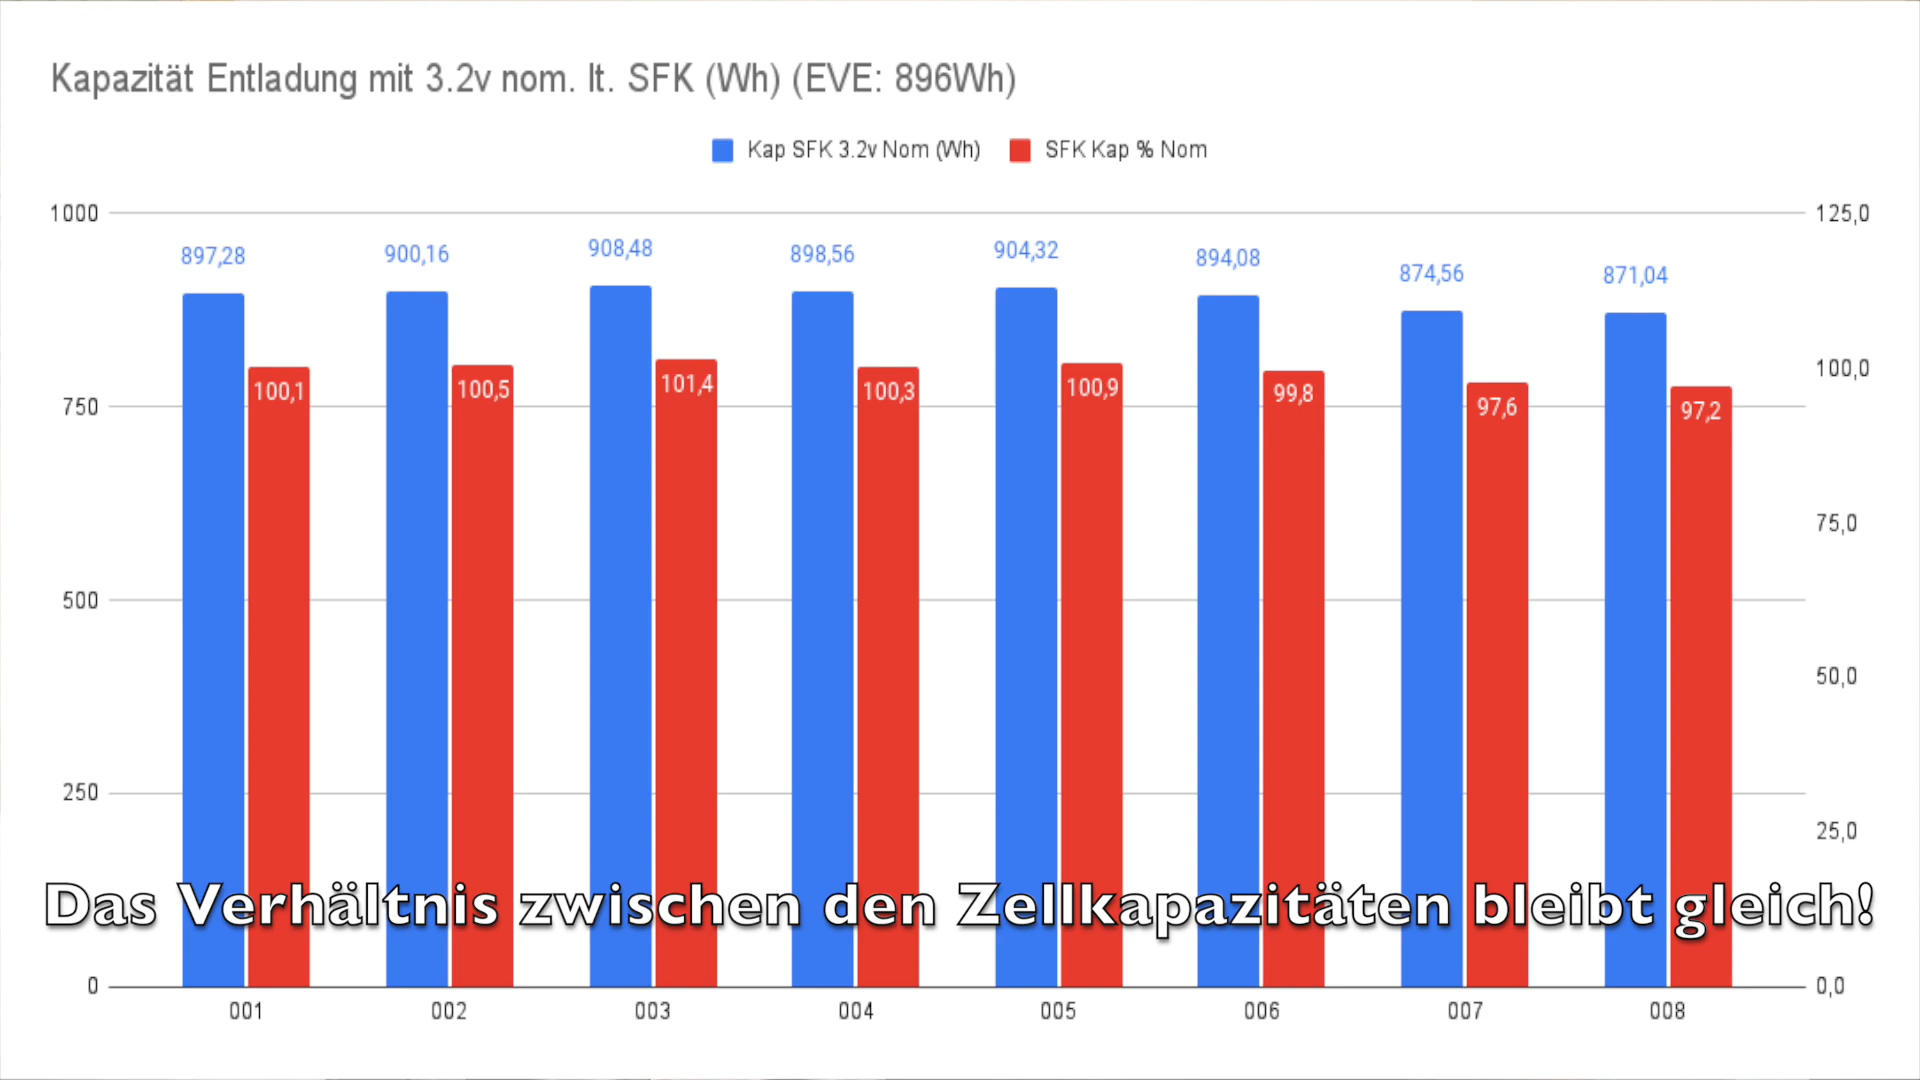 Kapazität Entladung mit 3.2v nom. lt. SFK (Wh) (EVE: 896Wh)
Kap SFK 3.2v Nom (Wh) SFK Kap % Nom
1000 125,0
897,28 900,16 908,48 898,56 904,32 894,08 874,56 871,04
100,0
100,1 100,5 101,4 100,3 100,9 99,8 97,6 97,2
750
75,0
500
50,0
250
25,0
Das Verhältnis zwischen den Zellkapazitäten bleibt gleich!
0 0,0
001 002 003 004 005 006 007 008